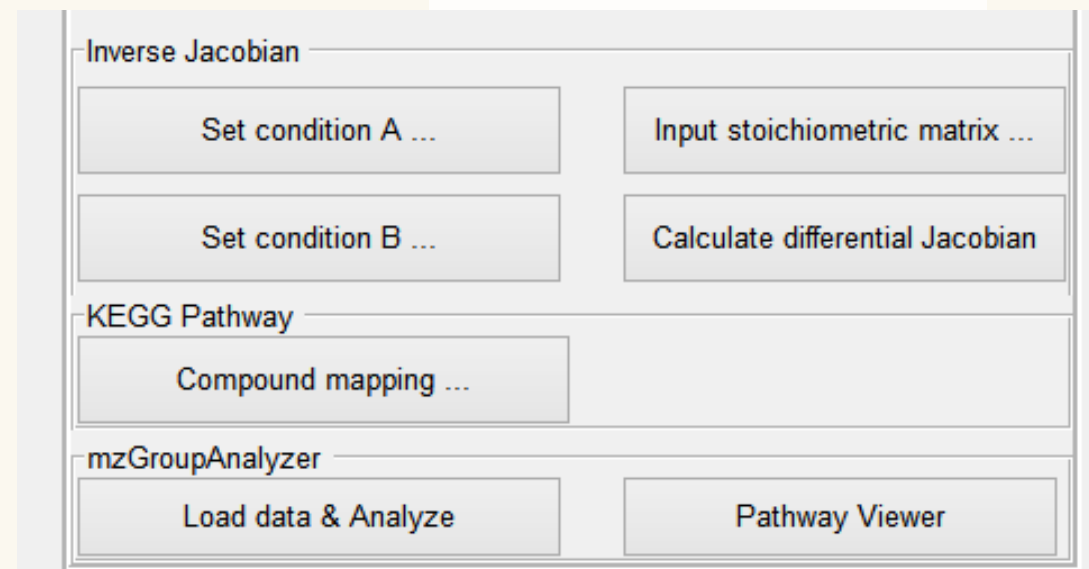 Inverse Jacobian
Set condition A ...
Input stoichiometric matrix ...
Set condition B ...
Calculate differential Jacobian
KEGG Pathway
Compound mapping ...
mzGroupAnalyzer
Load data & Analyze
Pathway Viewer